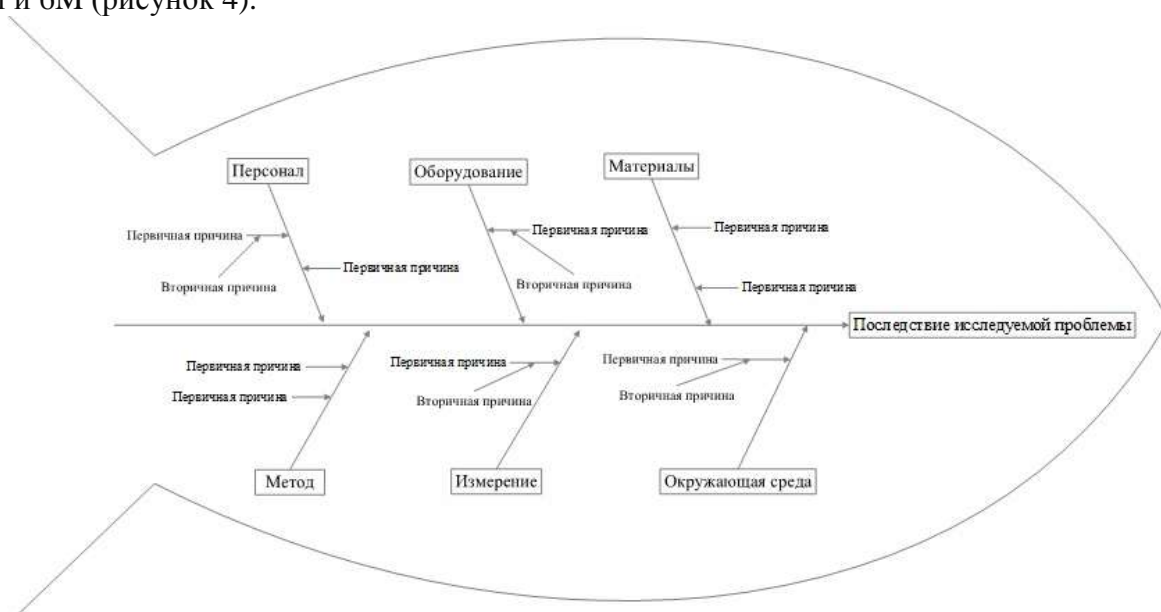 и 6М (рисунок 4).
Персонал
Оборудование
Материалы
Первичная причина
Вторичная причина
Первичная причина
Первичная причина
Вторичная причина
Первичная причина
Первичная причина
Последствие исследуемой проблемы
Первичная причина
Первичная причина
Первичная причина
Вторичная причина
Первичная причина
Вторичная причина
Метод
Измерение
Окружающая среда